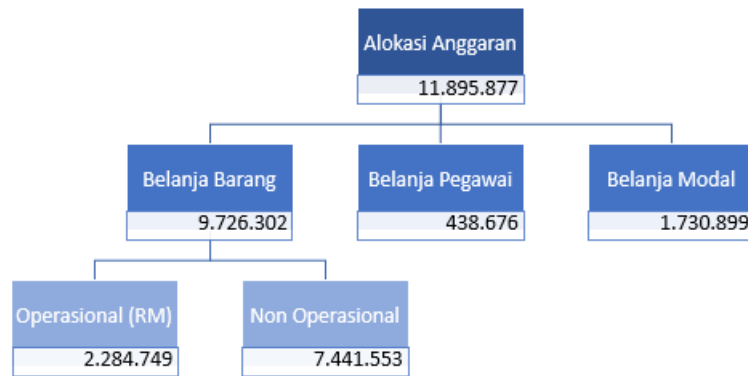 Alokasi Anggaran
11.895.877
Belanja Barang
9.726.302
Belanja Pegawai
438.676
Belanja Modal
1.730.899
Operasional (RM)
2.284.749
Non Operasional
7.441.553